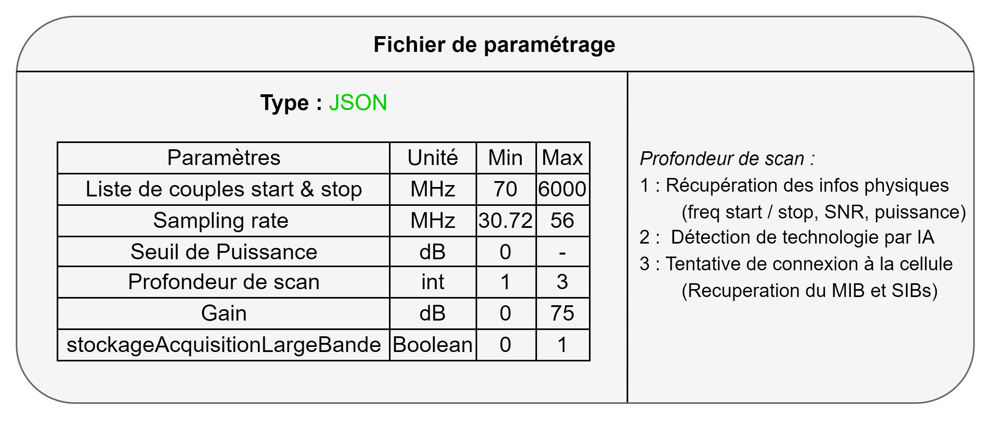 Fichier de paramétrage
Type : JSON
Paramètres Unité Min Max
Liste de couples start & stop MHz 70 6000
Sampling rate MHz 30.72 56
Seuil de Puissance dB 0 -
Profondeur de scan int 1 3
Gain dB 0 75
stockageAcquisitionLargeBande Boolean 0 1
Profondeur de scan :
1 : Récupération des infos physiques
(freq start / stop, SNR, puissance)
2 : Détection de technologie par IA
3 : Tentative de connexion à la cellule
(Recuperation du MIB et SIBs)